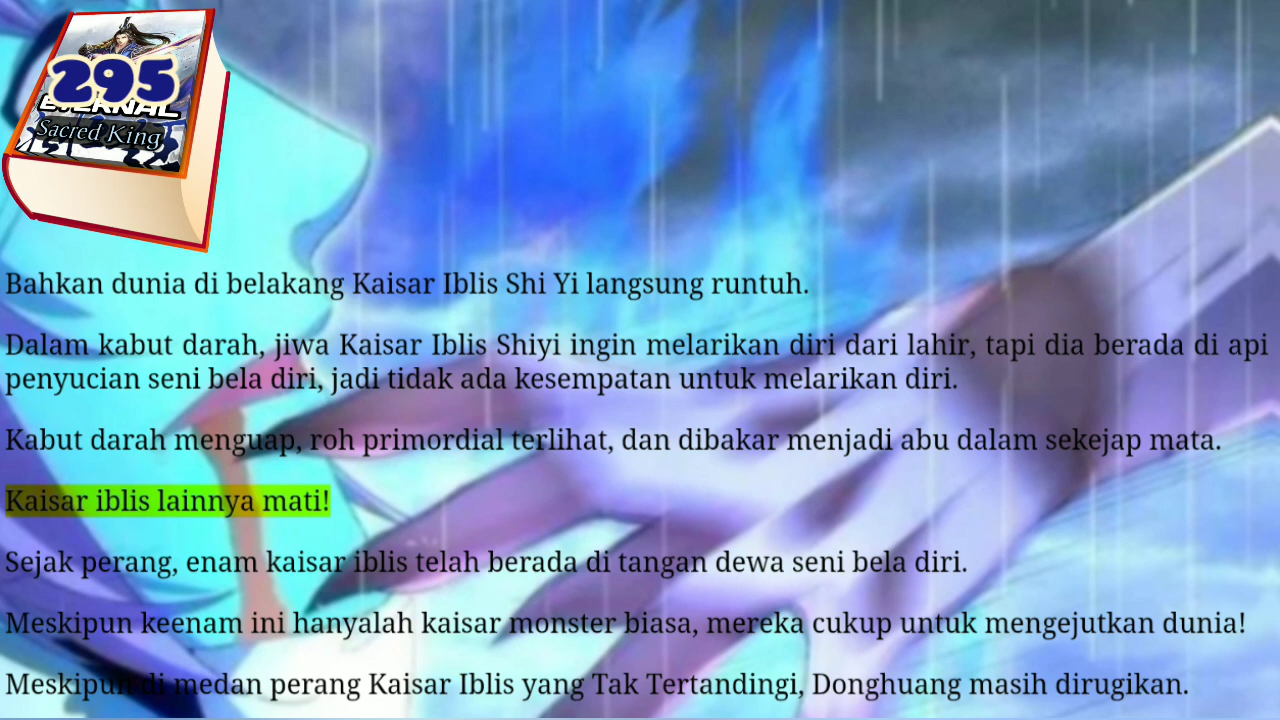 295
ETERNAL
Sacred King
Bahkan dunia di belakang Kaisar Iblis Shi Yi langsung runtuh.
Dalam kabut darah, jiwa Kaisar Iblis Shiyi ingin melarikan diri dari lahir, tapi dia berada di api
penyucian seni bela diri, jadi tidak ada kesempatan untuk melarikan diri.
Kabut darah menguap, roh primordial terlihat, dan dibakar menjadi abu dalam sekejap mata.
Kaisar iblis lainnya mati!
Sejak perang, enam kaisar iblis telah berada di tangan dewa seni bela diri.
Meskipun keenam ini hanyalah kaisar monster biasa, mereka cukup untuk mengejutkan dunia!
Meskipun di medan perang Kaisar Iblis yang Tak Tertandingi, Donghuang masih dirugikan.